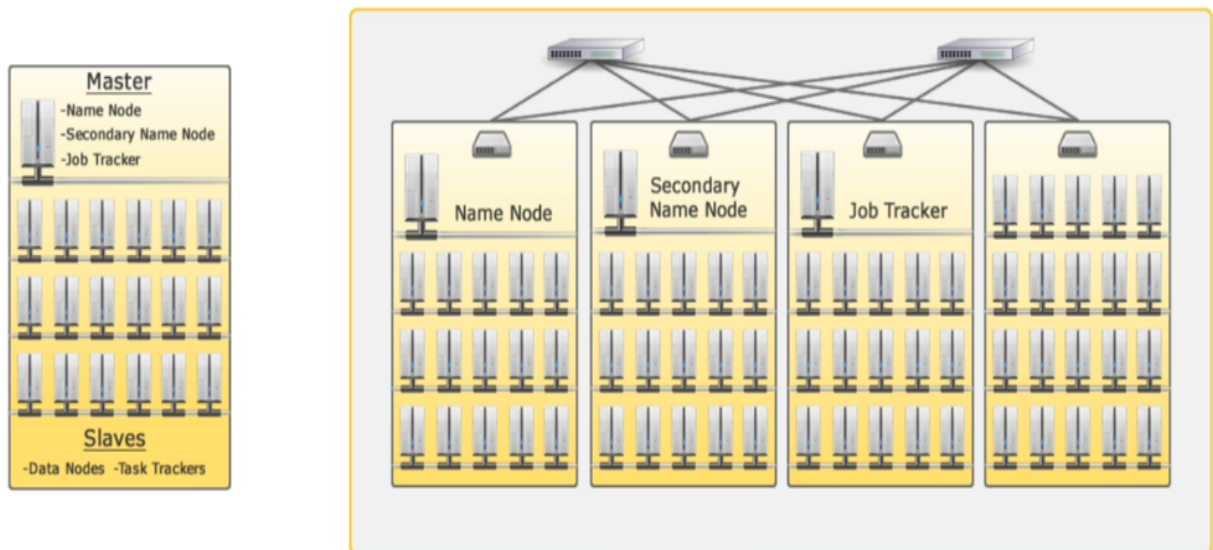 Master
-Name Node
-Secondary Name Node
-Job Tracker
Slaves
-Data Nodes -Task Trackers
Name Node
Secondary
Name Node
Job Tracker